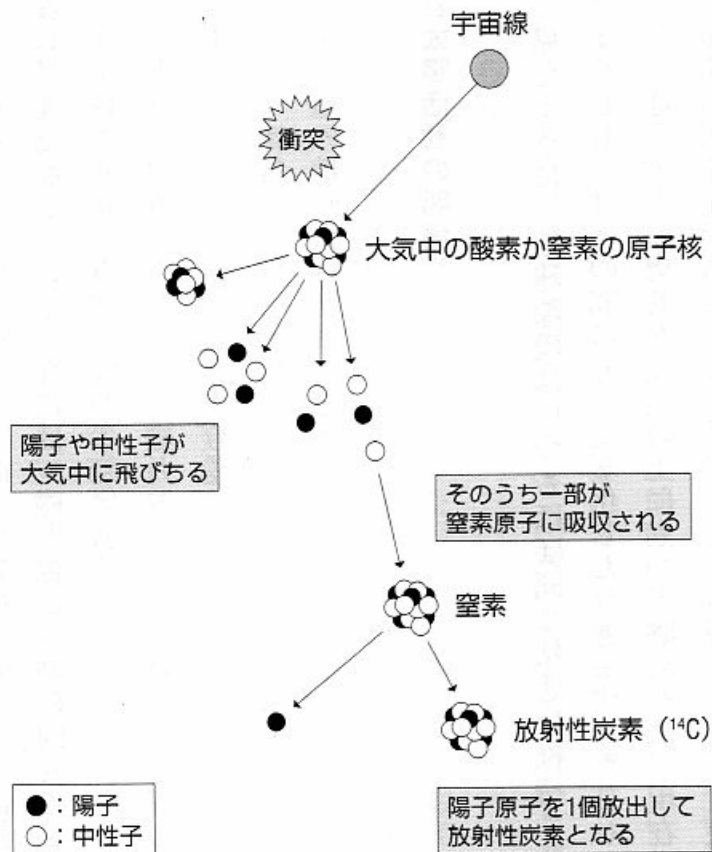 宇宙線
衝突
大気中の酸素か窒素の原子核
陽子や中性子が
大気中に飛びちる
そのうち一部が
窒素原子に吸収される
窒素
放射性炭素（¹⁴C）
●：陽子
○：中性子
陽子原子を1個放出して
放射性炭素となる